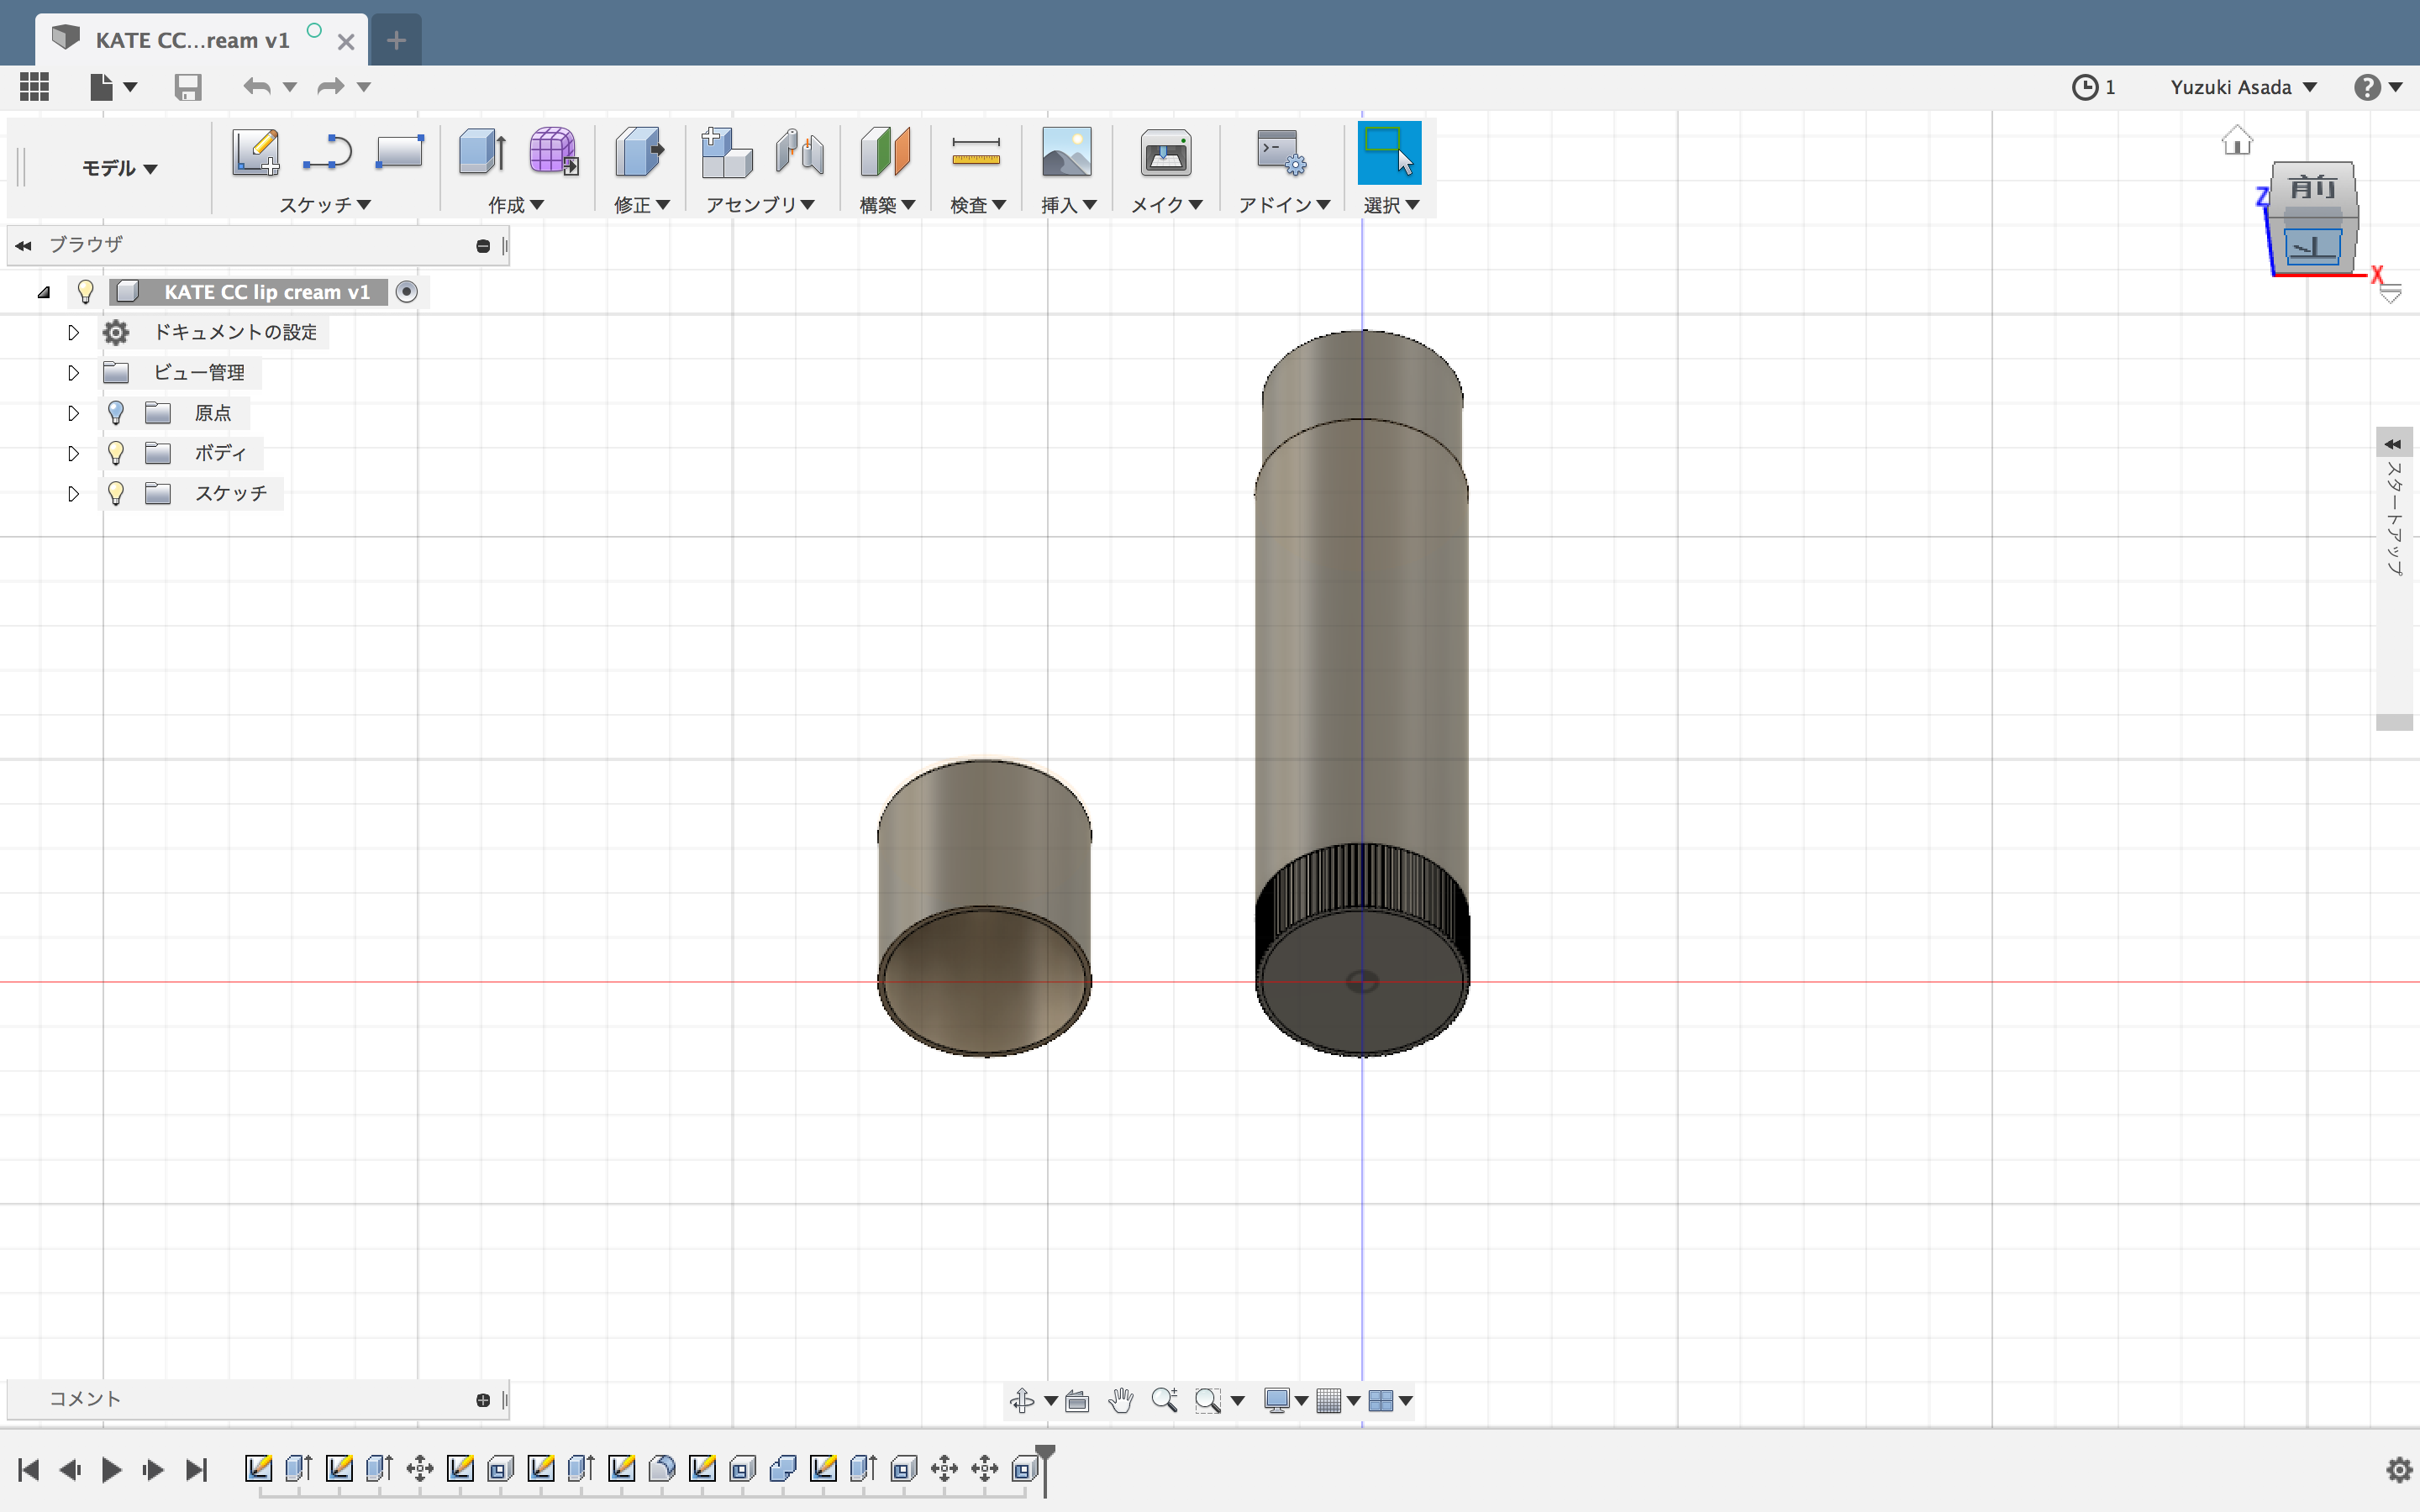 KATE CC...ream v1
1
Yuzuki Asada
モデル
スケッチ
作成
修正
アセンブリ
構築
検査
挿入
メイク
アドイン
選択
前
下
Z
X
ブラウザ
KATE CC lip cream v1
ドキュメントの設定
ビュー管理
原点
ボディ
スケッチ
スタートアップ
コメント